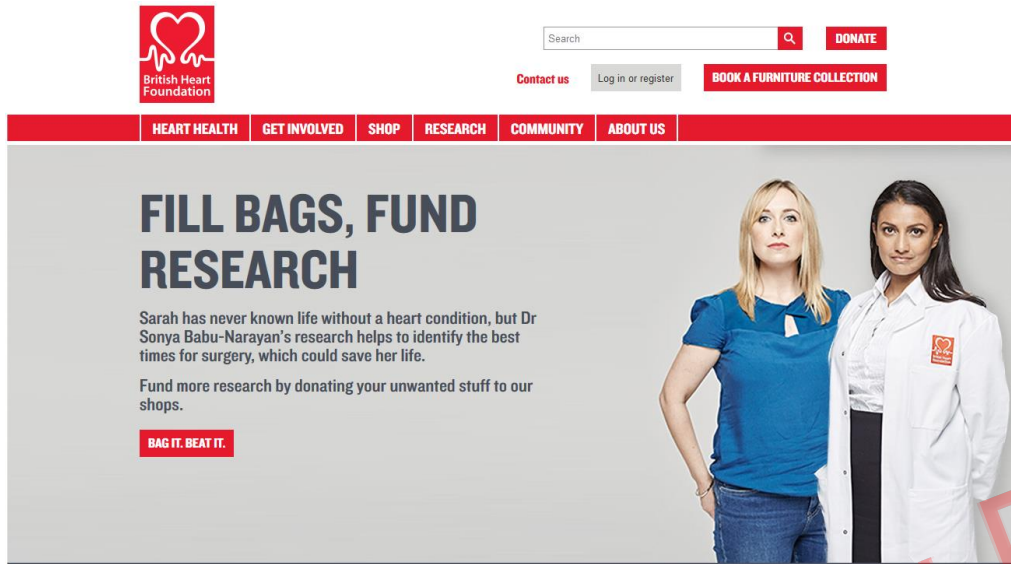 British Heart
Foundation
Search
DONATE
Contact us
Log in or register
BOOK A FURNITURE COLLECTION
HEART HEALTH
GET INVOLVED
SHOP
RESEARCH
COMMUNITY
ABOUT US
FILL BAGS, FUND
RESEARCH
Sarah has never known life without a heart condition, but Dr
Sonya Babu-Narayan's research helps to identify the best
times for surgery, which could save her life.
Fund more research by donating your unwanted stuff to our
shops.
BAG IT. BEAT IT.